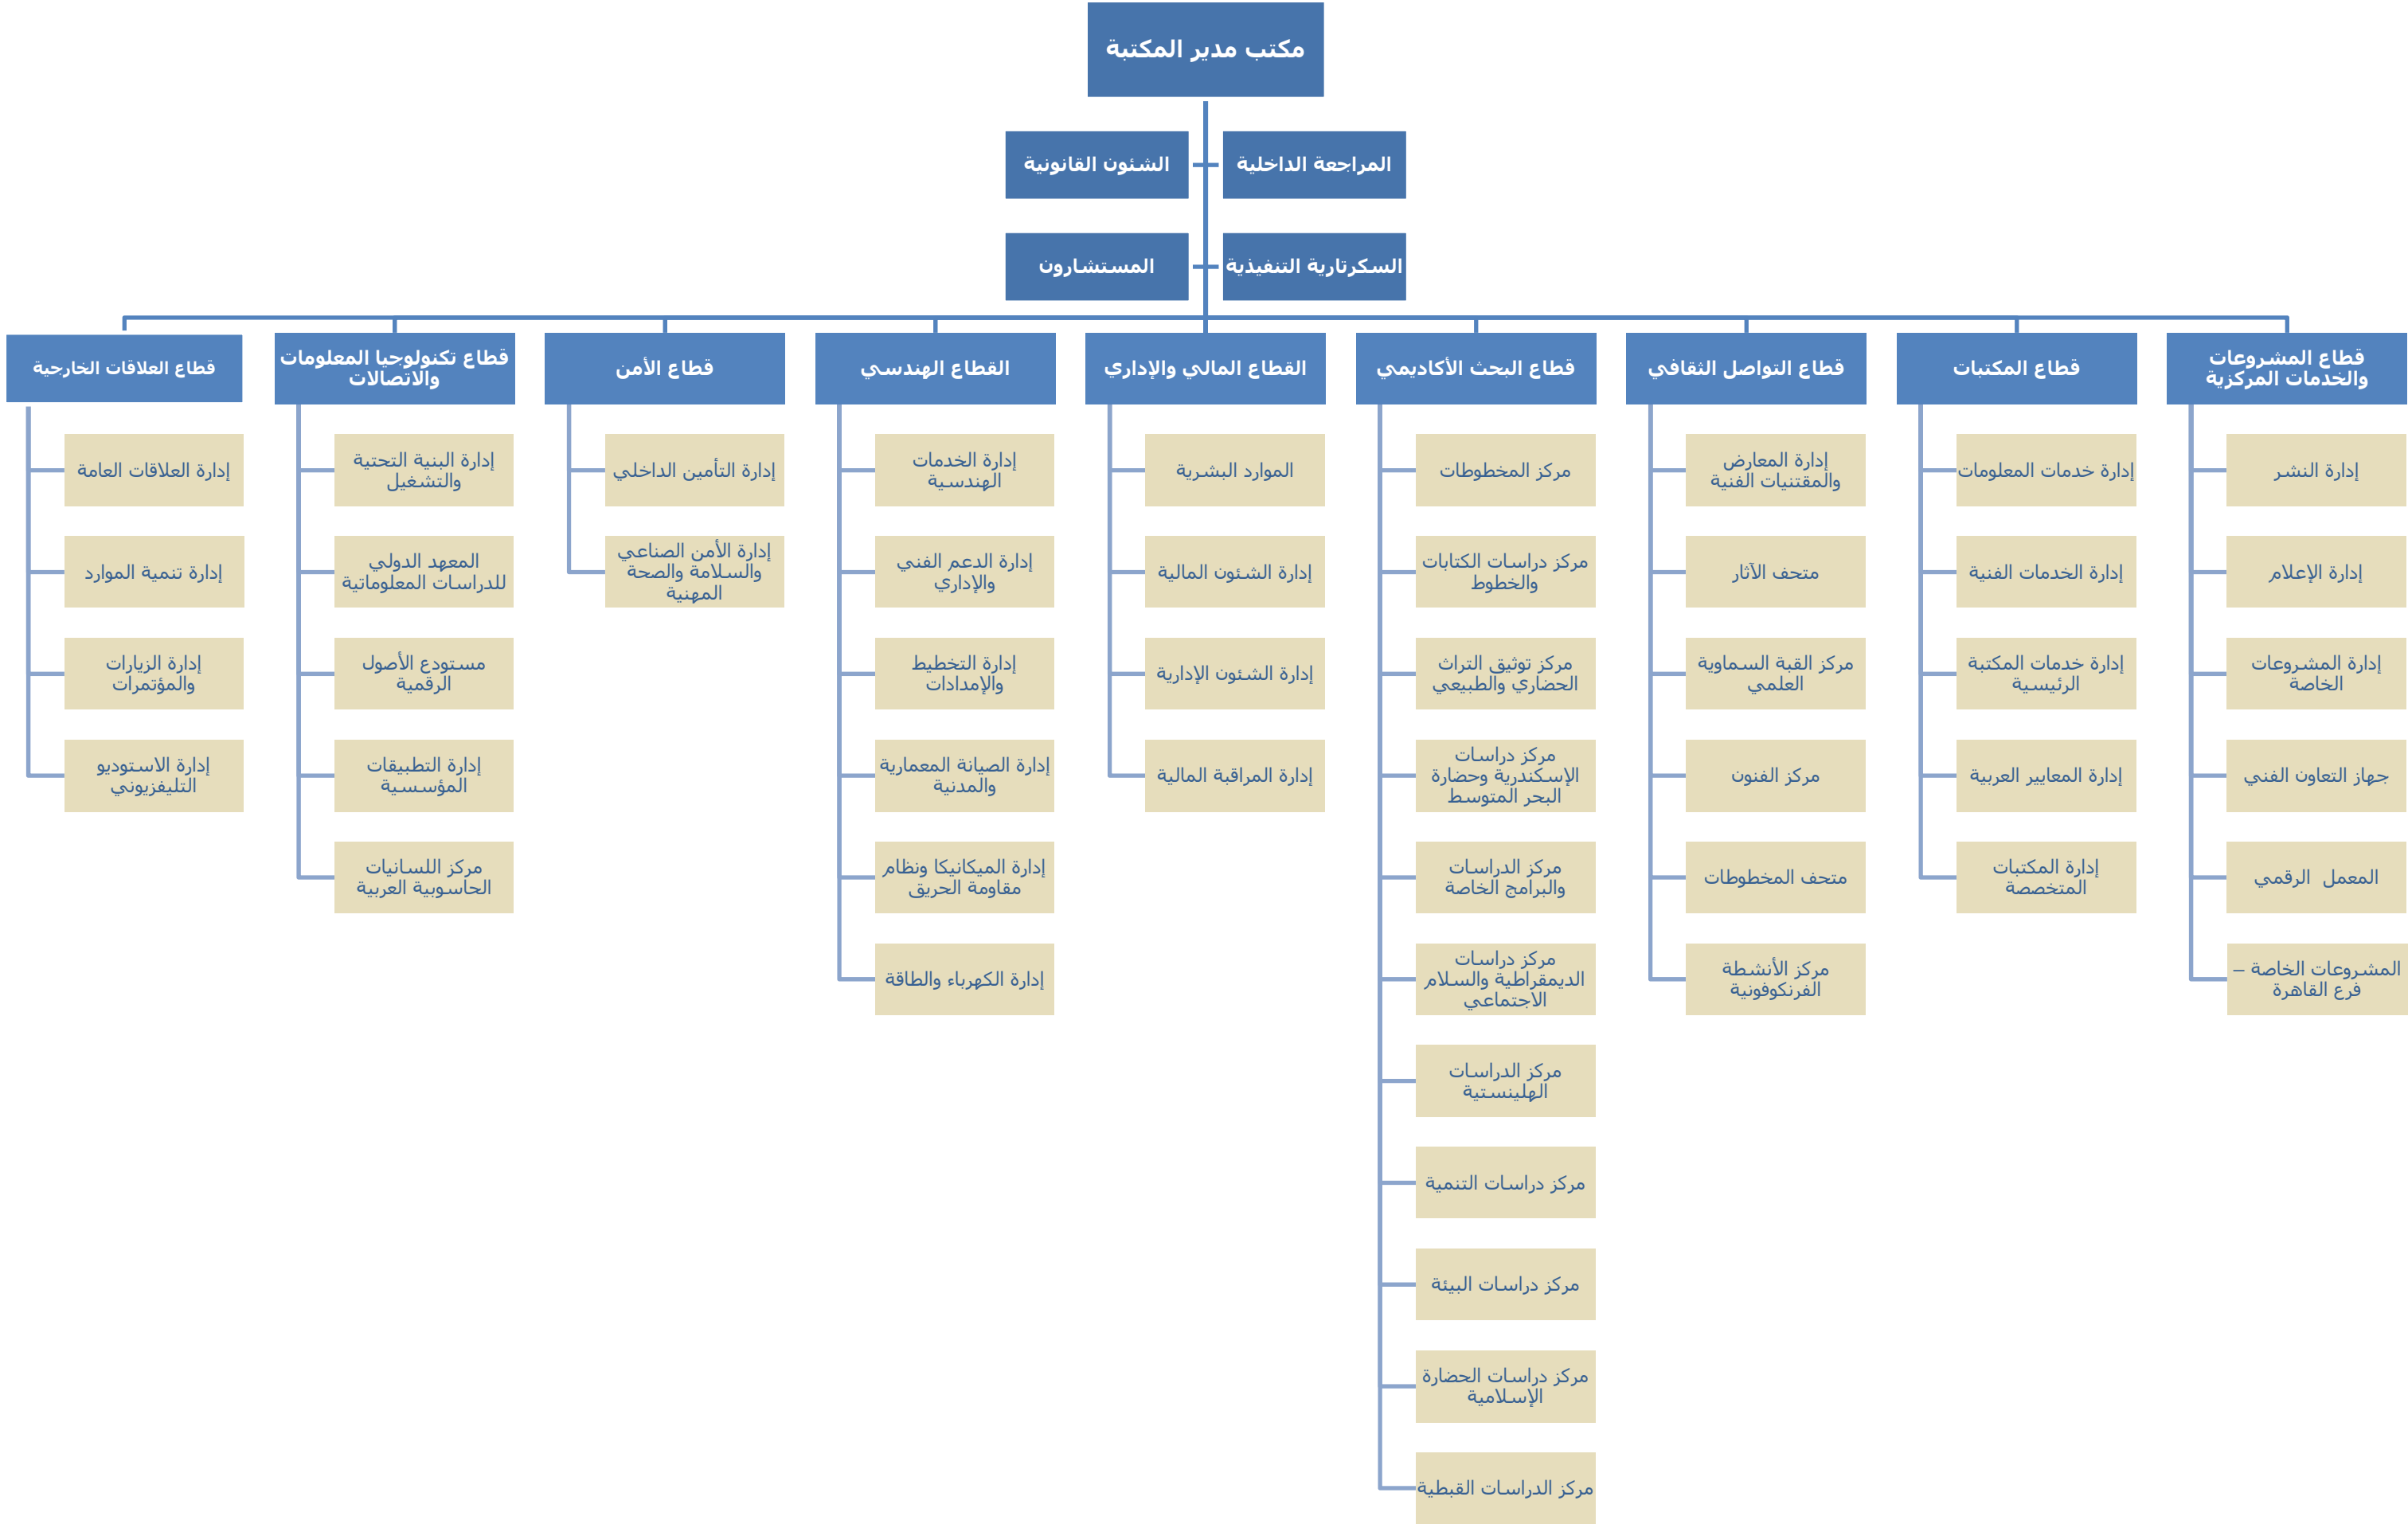 مكتب مدير المكتبة
المراجعة الداخلية
الشئون القانونية
السكرتارية التنفيذية
المستشارون
قطاع المشروعات
والخدمات المركزية
إدارة النشر
إدارة الإعلام
إدارة المشروعات
الخاصة
جهاز التعاون الفني
المعمل الرقمي
المشروعات الخاصة –
فرع القاهرة
قطاع المكتبات
إدارة خدمات المعلومات
إدارة الخدمات الفنية
إدارة خدمات المكتبة
الرئيسية
إدارة المعايير العربية
إدارة المكتبات
المتخصصة
قطاع التواصل الثقافي
إدارة المعارض
والمقتنيات الفنية
متحف الآثار
مركز القبة السماوية
العلمي
مركز الفنون
متحف المخطوطات
مركز الأنشطة
الفرنكوفونية
قطاع البحث الأكاديمي
مركز المخطوطات
مركز دراسات الكتابات
والخطوط
مركز توثيق التراث
الحضاري والطبيعي
مركز دراسات
الإسكندرية وحضارة
البحر المتوسط
مركز الدراسات
والبرامج الخاصة
مركز دراسات
الديمقراطية والسلام
الاجتماعي
مركز الدراسات
الهلينستية
مركز دراسات التنمية
مركز دراسات البيئة
مركز دراسات الحضارة
الإسلامية
مركز الدراسات القبطية
القطاع المالي والإداري
الموارد البشرية
إدارة الشئون المالية
إدارة الشئون الإدارية
إدارة المراقبة المالية
القطاع الهندسي
إدارة الخدمات
الهندسية
إدارة الدعم الفني
والإداري
إدارة التخطيط
والإمدادات
إدارة الصيانة المعمارية
والمدنية
إدارة الميكانيكا ونظام
مقاومة الحريق
إدارة الكهرباء والطاقة
قطاع الأمن
إدارة التأمين الداخلي
إدارة الأمن الصناعي
والسلامة والصحة
المهنية
قطاع تكنولوجيا المعلومات
والاتصالات
إدارة البنية التحتية
والتشغيل
المعهد الدولي
للدراسات المعلوماتية
مستودع الأصول
الرقمية
إدارة التطبيقات
المؤسسية
مركز اللسانيات
الحاسوبية العربية
قطاع العلاقات الخارجية
إدارة العلاقات العامة
إدارة تنمية الموارد
إدارة الزيارات
والمؤتمرات
إدارة الاستوديو
التليفزيوني